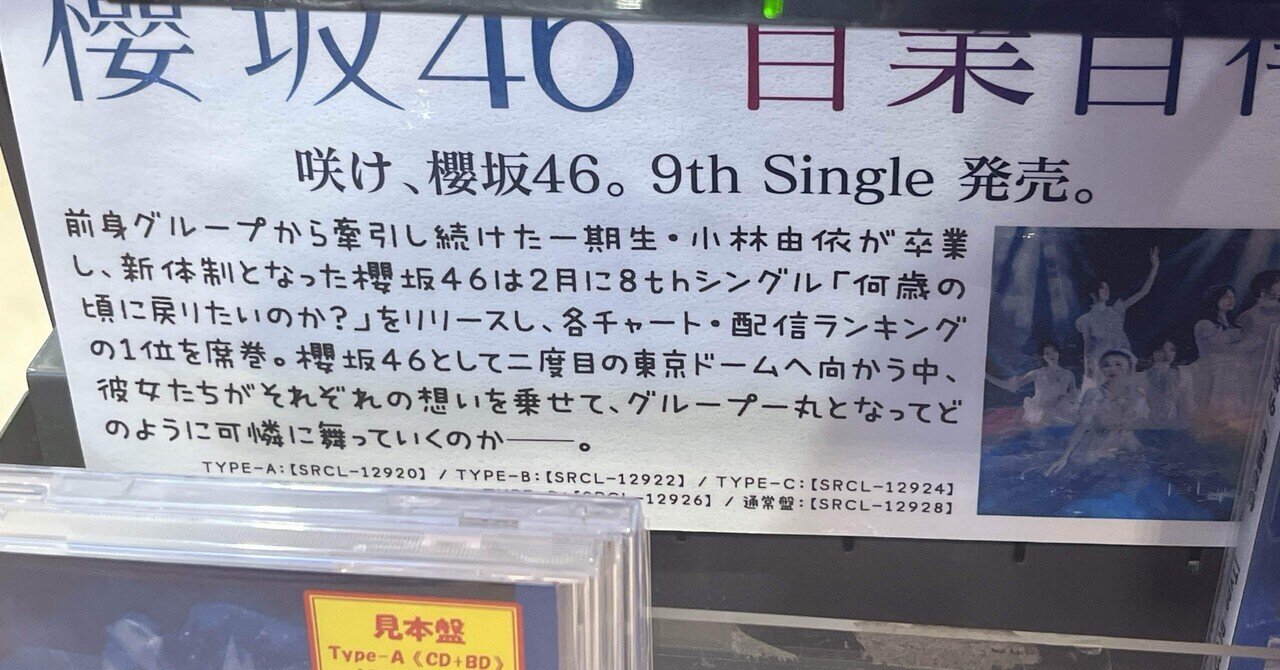 櫻坂46 自業自得
咲け、櫻坂46。9th Single 発売。
前身グループから牽引し続けた一期生・小林由依が卒業
し、新体制となった櫻坂46は2月に8thシングル「何歳の
頃に戻りたいのか?」をリリースし、各チャート・配信ランキング
の1位を席巻。櫻坂46として二度目の東京ドームへ向かう中、
彼女たちがそれぞれの想いを乗せて、グループ一丸となってど
のように可憐に舞っていくのか――。
TYPE-A:【SRCL-12920】 / TYPE-B:【SRCL-12922】 / TYPE-C:【SRCL-12924】
SRCL-12926】 / 通常盤:【SRCL-12928】
見本盤
Type-A《CD+BD》